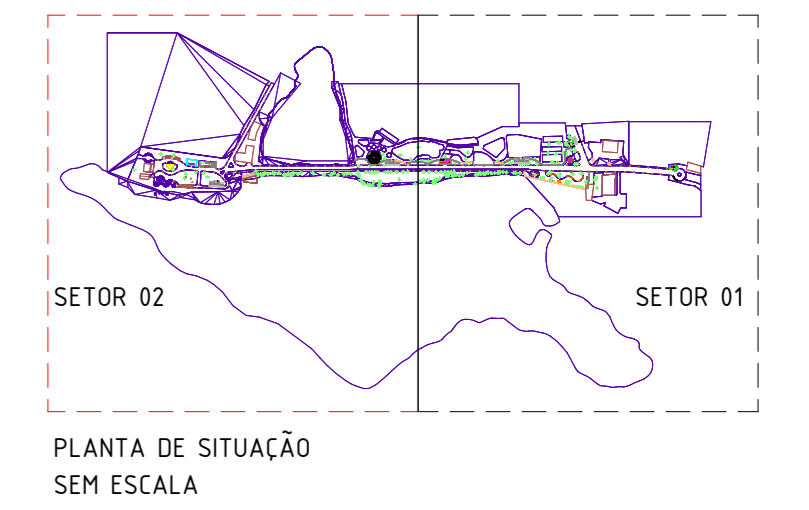 SETOR 02
SETOR 01
PLANTA DE SITUAÇÃO
SEM ESCALA